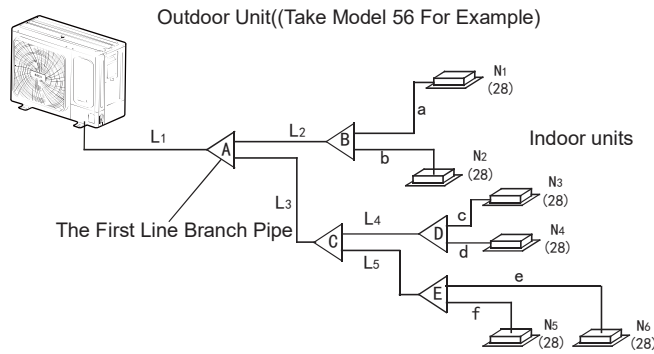 Outdoor Unit((Take Model 56 For Example)
N1
(28)
a
L1
L2
A
B
b
N2
(28)
Indoor units
L3
The First Line Branch Pipe
L4
C
D
c
N3
(28)
d
N4
(28)
L5
E
e
f
N5
(28)
N6
(28)